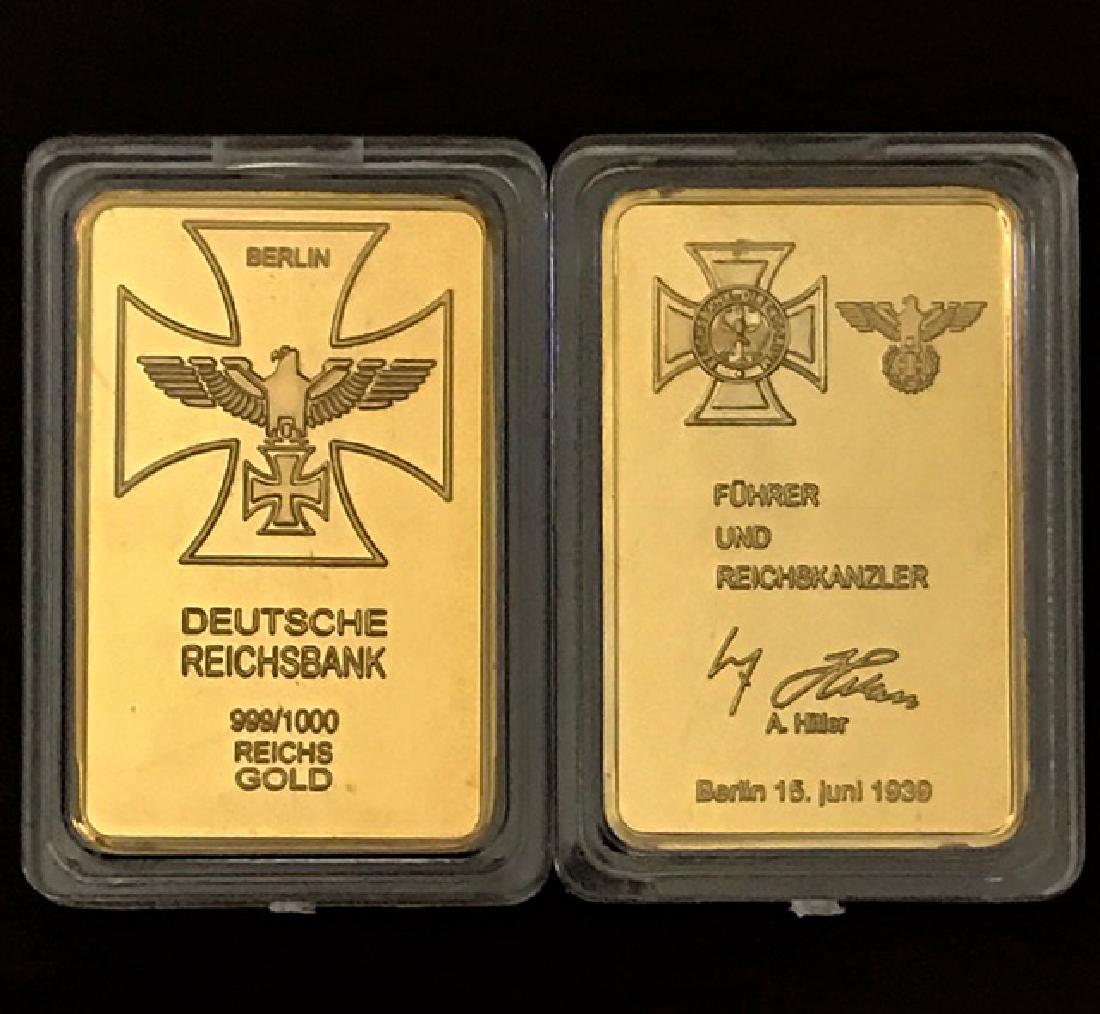 BERLIN
DEUTSCHE
REICHSBANK
999/1000
REICHS
GOLD
FÜHRER
UND
REICHSKANZLER
A. Hitler
Berlin 15. juni 1939